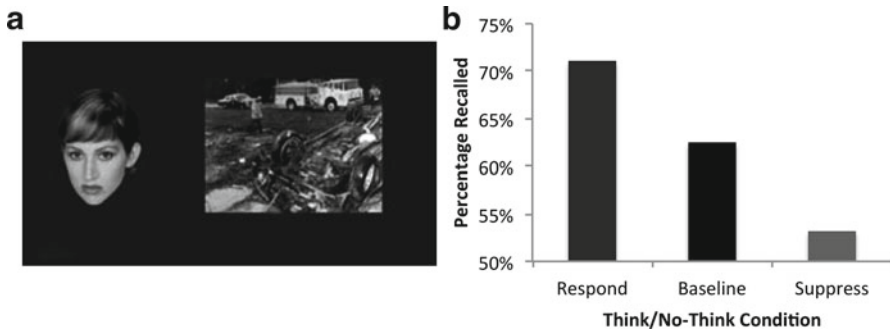 a
b
75%
70%
65%
60%
55%
50%
Percentage Recalled
Respond Baseline Suppress
Think/No-Think Condition